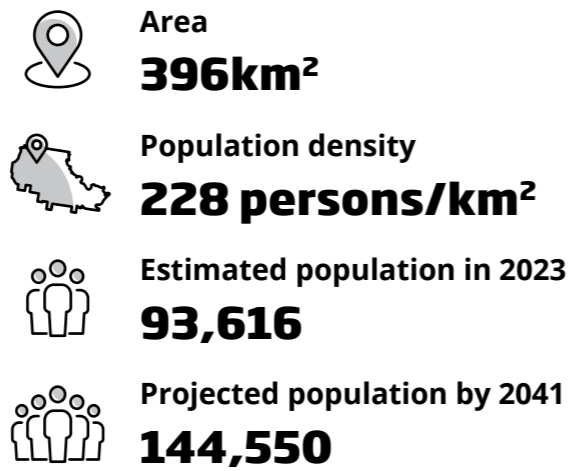 Area
396km²
Population density
228 persons/km²
Estimated population in 2023
93,616
Projected population by 2041
144,550